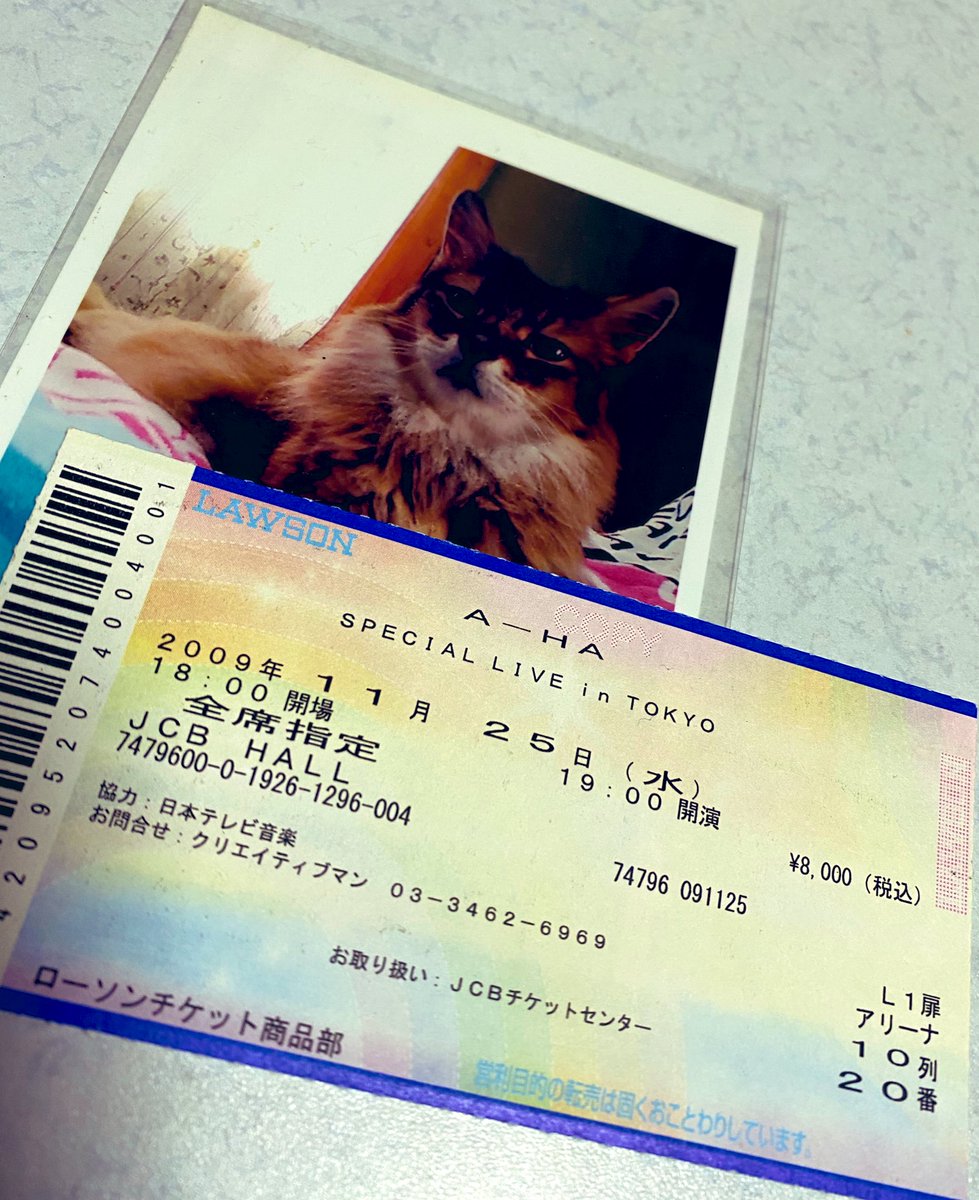 LAWSON
COPY
A-HA
SPECIAL LIVE in TOKYO
2009年 11月 25日（水）
18:00 開場 19:00 開演
全席指定
JCB HALL
7479600-0-1926-1296-004
¥8,000（税込）
協力：日本テレビ音楽
74796 091125
お問合せ：クリエイティブマン 03-3462-6969
お取り扱い：JCBチケットセンター
L1扉
アリーナ
10列
20番
ローソンチケット商品部
営利目的の転売は固くおことわりしています。
4209520740040001